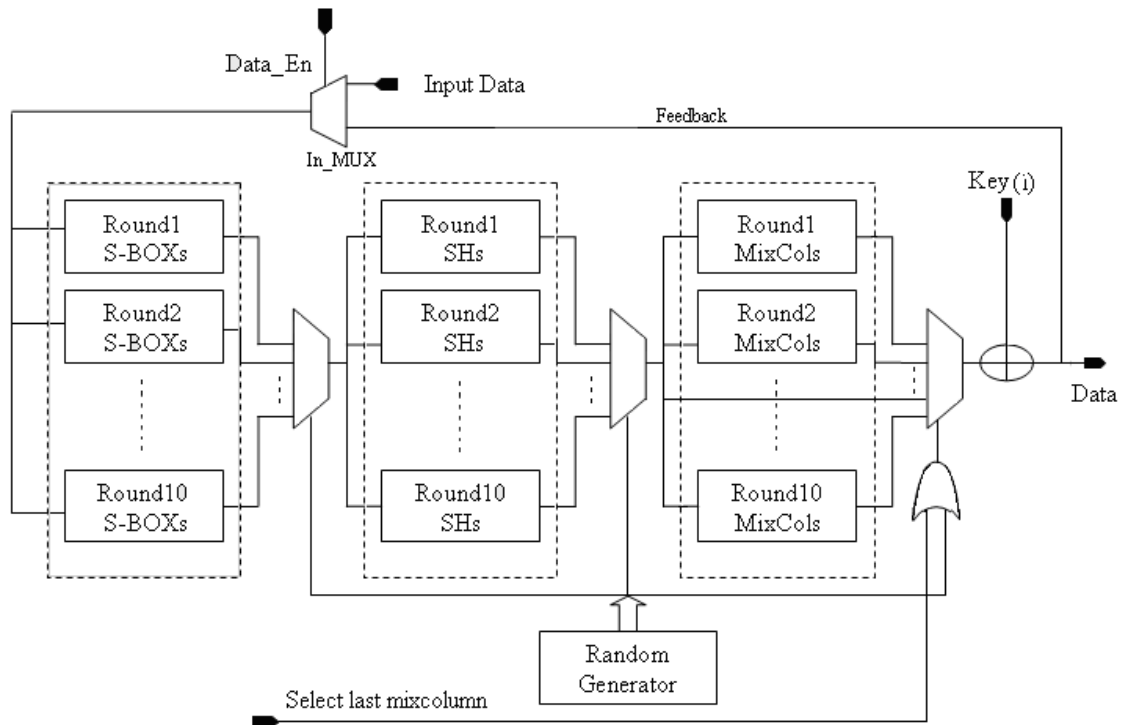 Data_En
Input Data
Feedback
In_MUX
Key(i)
Round1
S-BOXs
Round2
S-BOXs
Round10
S-BOXs
Round1
SHs
Round2
SHs
Round10
SHs
Round1
MixCols
Round2
MixCols
Round10
MixCols
Data
Random
Generator
Select last mixcolumn